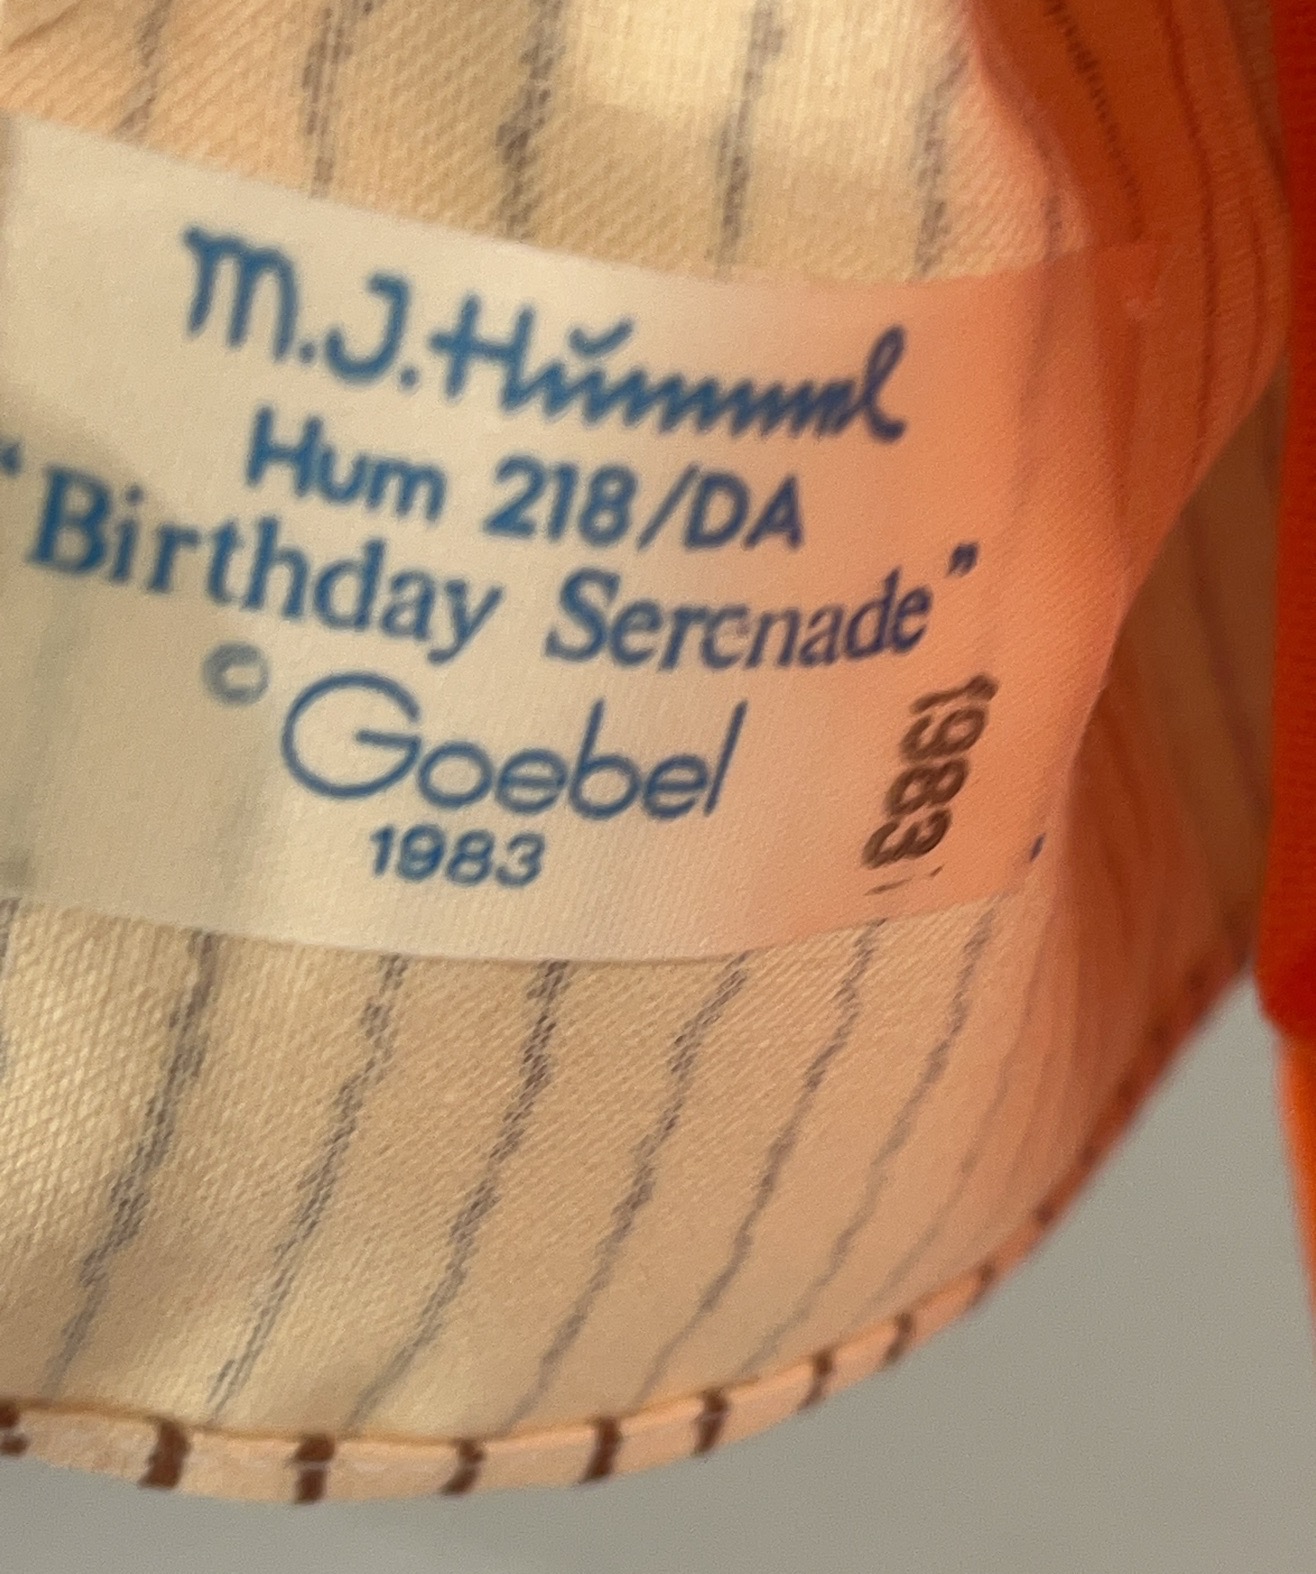 M.J.Hummel
Hum 218/DA
“Birthday Serenade”
© Goebel
1983
1983